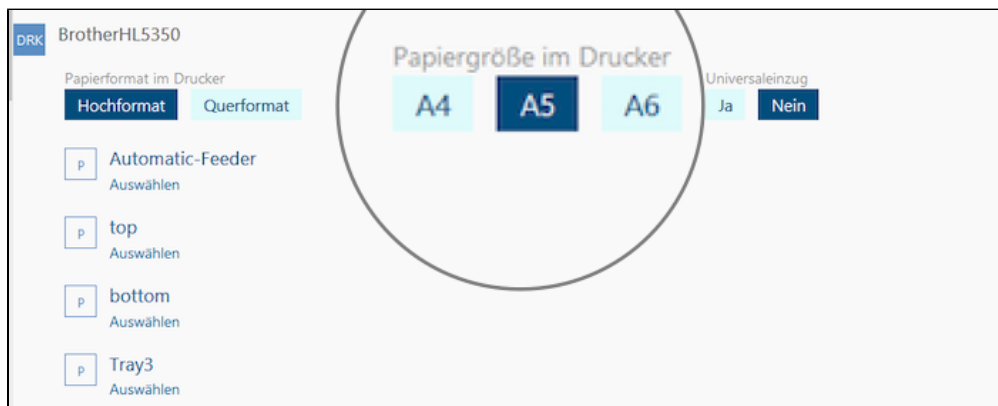 DRK BrotherHL5350
Papierformat im Drucker
Hochformat Querformat
Papiergröße im Drucker
A4 A5 A6
Universaleinzug
Ja Nein
P Automatic-Feeder
Auswählen
P top
Auswählen
P bottom
Auswählen
P Tray3
Auswählen